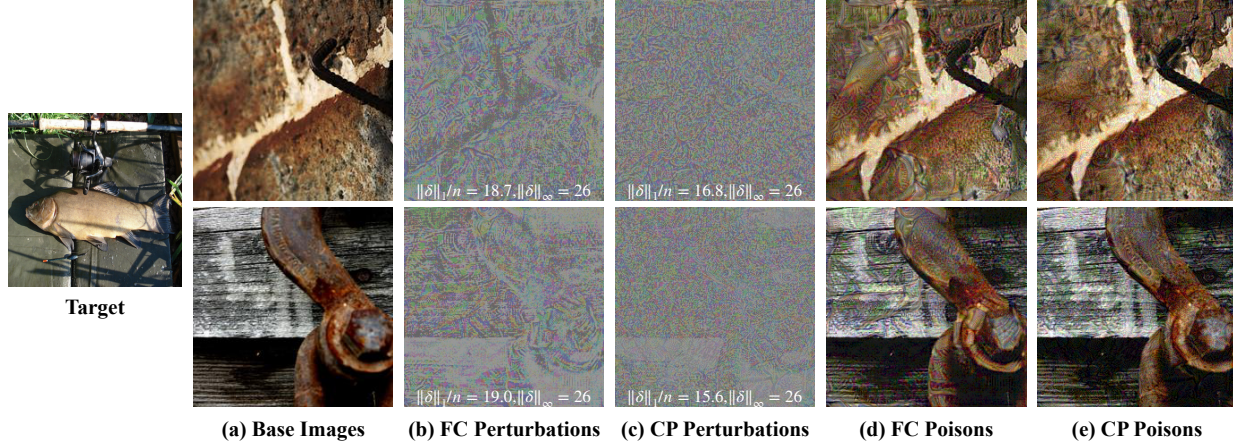 ‖δ‖₁/n = 18.7,‖δ‖∞ = 26
‖δ‖₁/n = 16.8,‖δ‖∞ = 26
Target
‖δ‖₁/n = 19.0,‖δ‖∞ = 26
‖δ‖₁/n = 15.6,‖δ‖∞ = 26
(a) Base Images
(b) FC Perturbations
(c) CP Perturbations
(d) FC Poisons
(e) CP Poisons